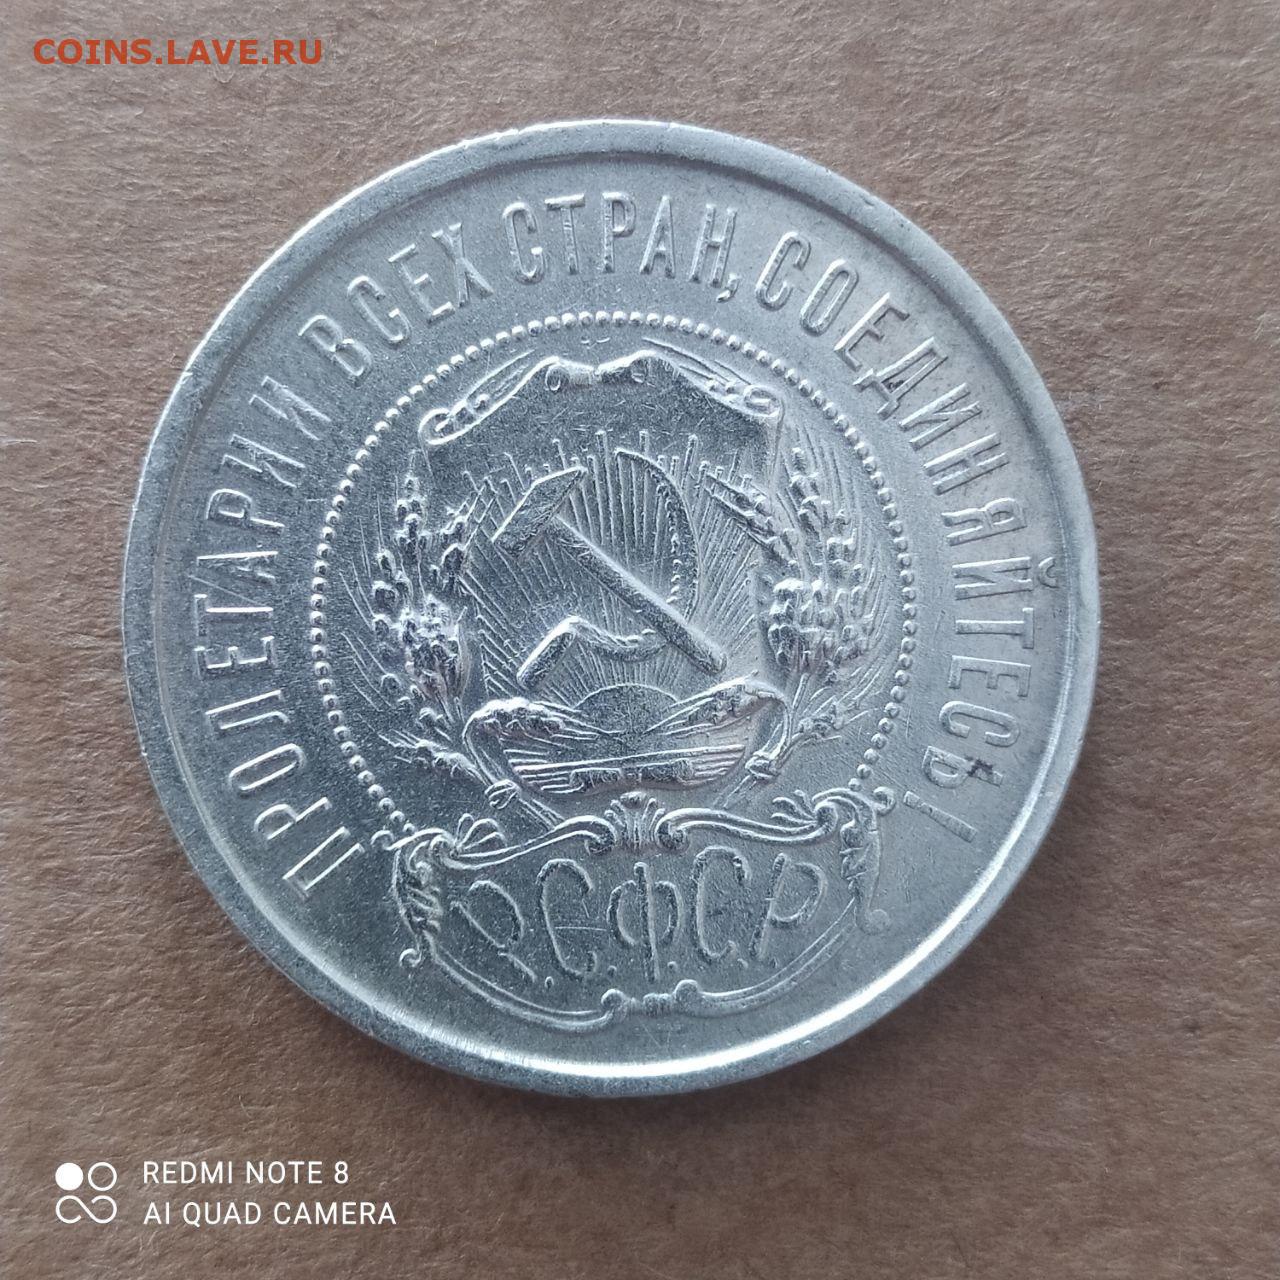 COINS.LAVE.RU
ПРОЛЕТАРИИ ВСЕХ СТРАН, СОЕДИНЯЙТЕСЬ!
Р.С.Ф.С.Р
REDMI NOTE 8
AI QUAD CAMERA